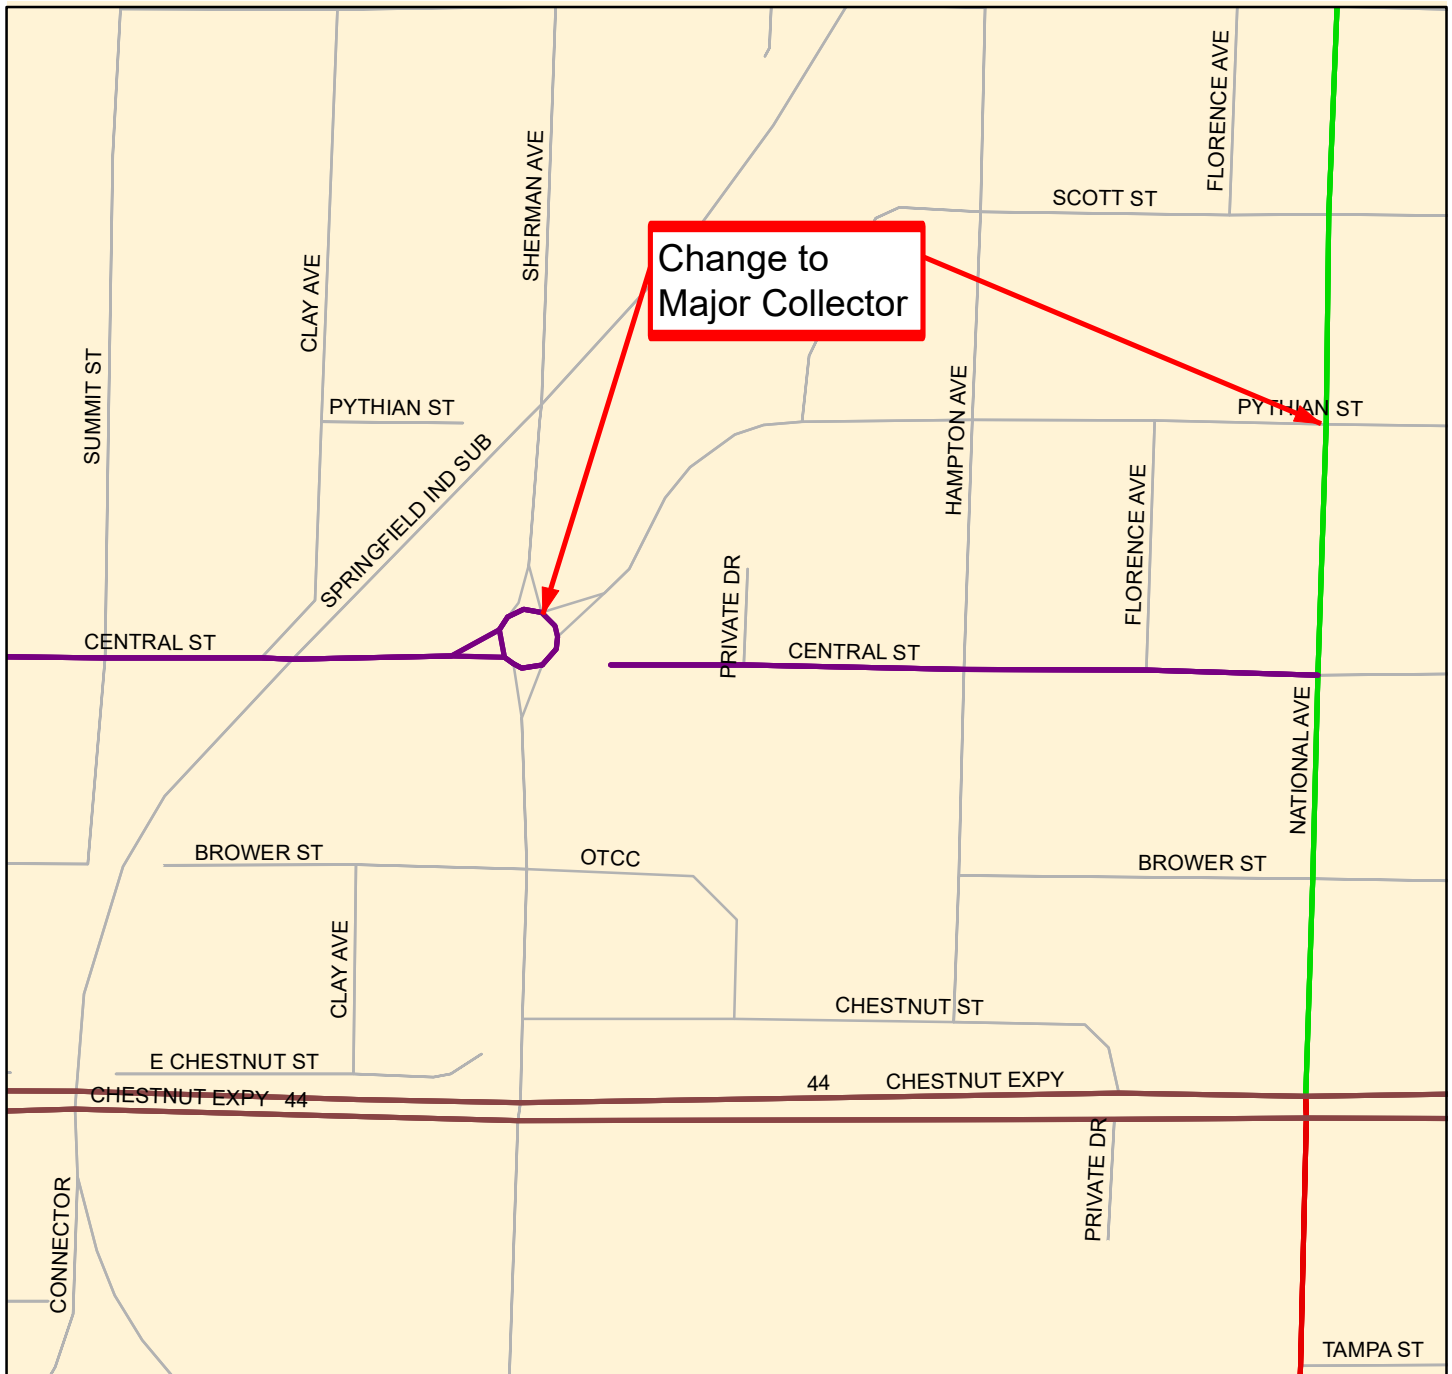 FLORENCE AVE
SHERMAN AVE
SCOTT ST
Change to
Major Collector
CLAY AVE
SUMMIT ST
PYTHIAN ST
PYTHIAN ST
HAMPTON AVE
SPRINGFIELD IND SUB
FLORENCE AVE
PRIVATE DR
CENTRAL ST
CENTRAL ST
NATIONAL AVE
BROWER ST
OTCC
BROWER ST
CLAY AVE
CHESTNUT ST
E CHESTNUT ST
44
CHESTNUT EXPY
CHESTNUT EXPY
44
PRIVATE DR
CONNECTOR
TAMPA ST